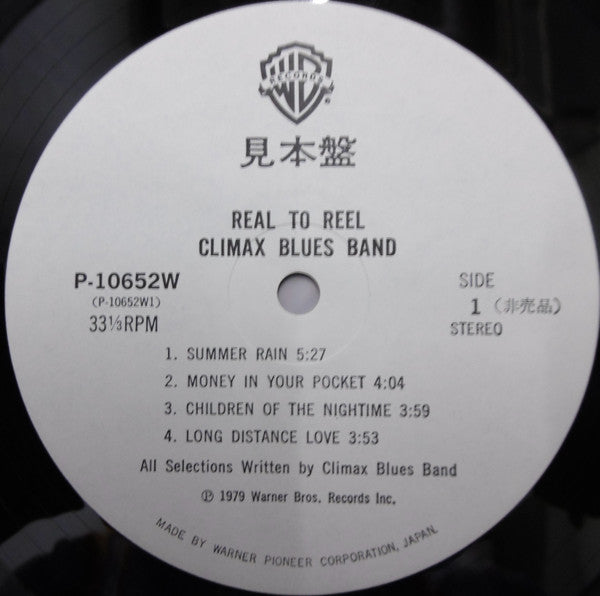 RECORDS
見本盤
REAL TO REEL
CLIMAX BLUES BAND
P-10652W
(P-10652W1)
33⅓RPM
SIDE
1 (非売品)
STEREO
1. SUMMER RAIN 5:27
2. MONEY IN YOUR POCKET 4:04
3. CHILDREN OF THE NIGHTIME 3:59
4. LONG DISTANCE LOVE 3:53
All Selections Written by Climax Blues Band
Ⓟ 1979 Warner Bros. Records Inc.
MADE BY WARNER PIONEER CORPORATION, JAPAN.